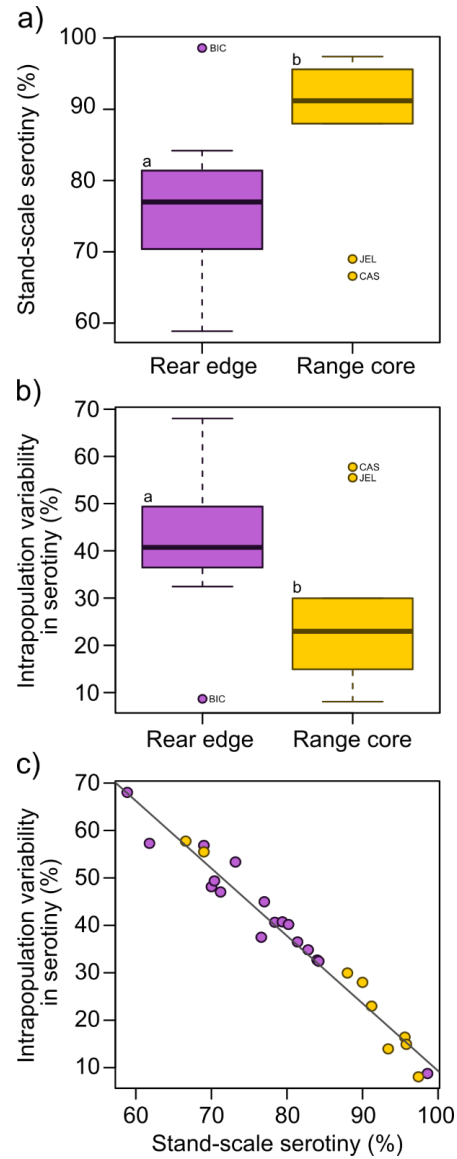 a)
Stand-scale serotiny (%)
100
90
80
70
60
BIC
a
b
JEL
CAS
Rear edge
Range core
b)
Intrapopulation variability
in serotiny (%)
70
60
50
40
30
20
10
a
BIC
CAS
JEL
b
Rear edge
Range core
c)
Intrapopulation variability
in serotiny (%)
70
60
50
40
30
20
10
60
70
80
90
100
Stand-scale serotiny (%)